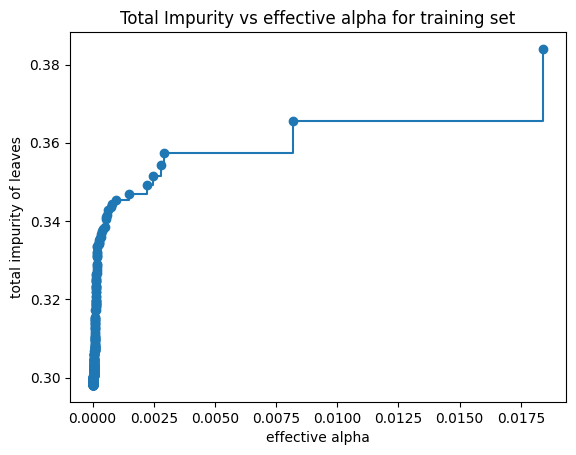 Total Impurity vs effective alpha for training set
0.38
0.36
0.34
0.32
0.30
total impurity of leaves
0.0000 0.0025 0.0050 0.0075 0.0100 0.0125 0.0150 0.0175
effective alpha